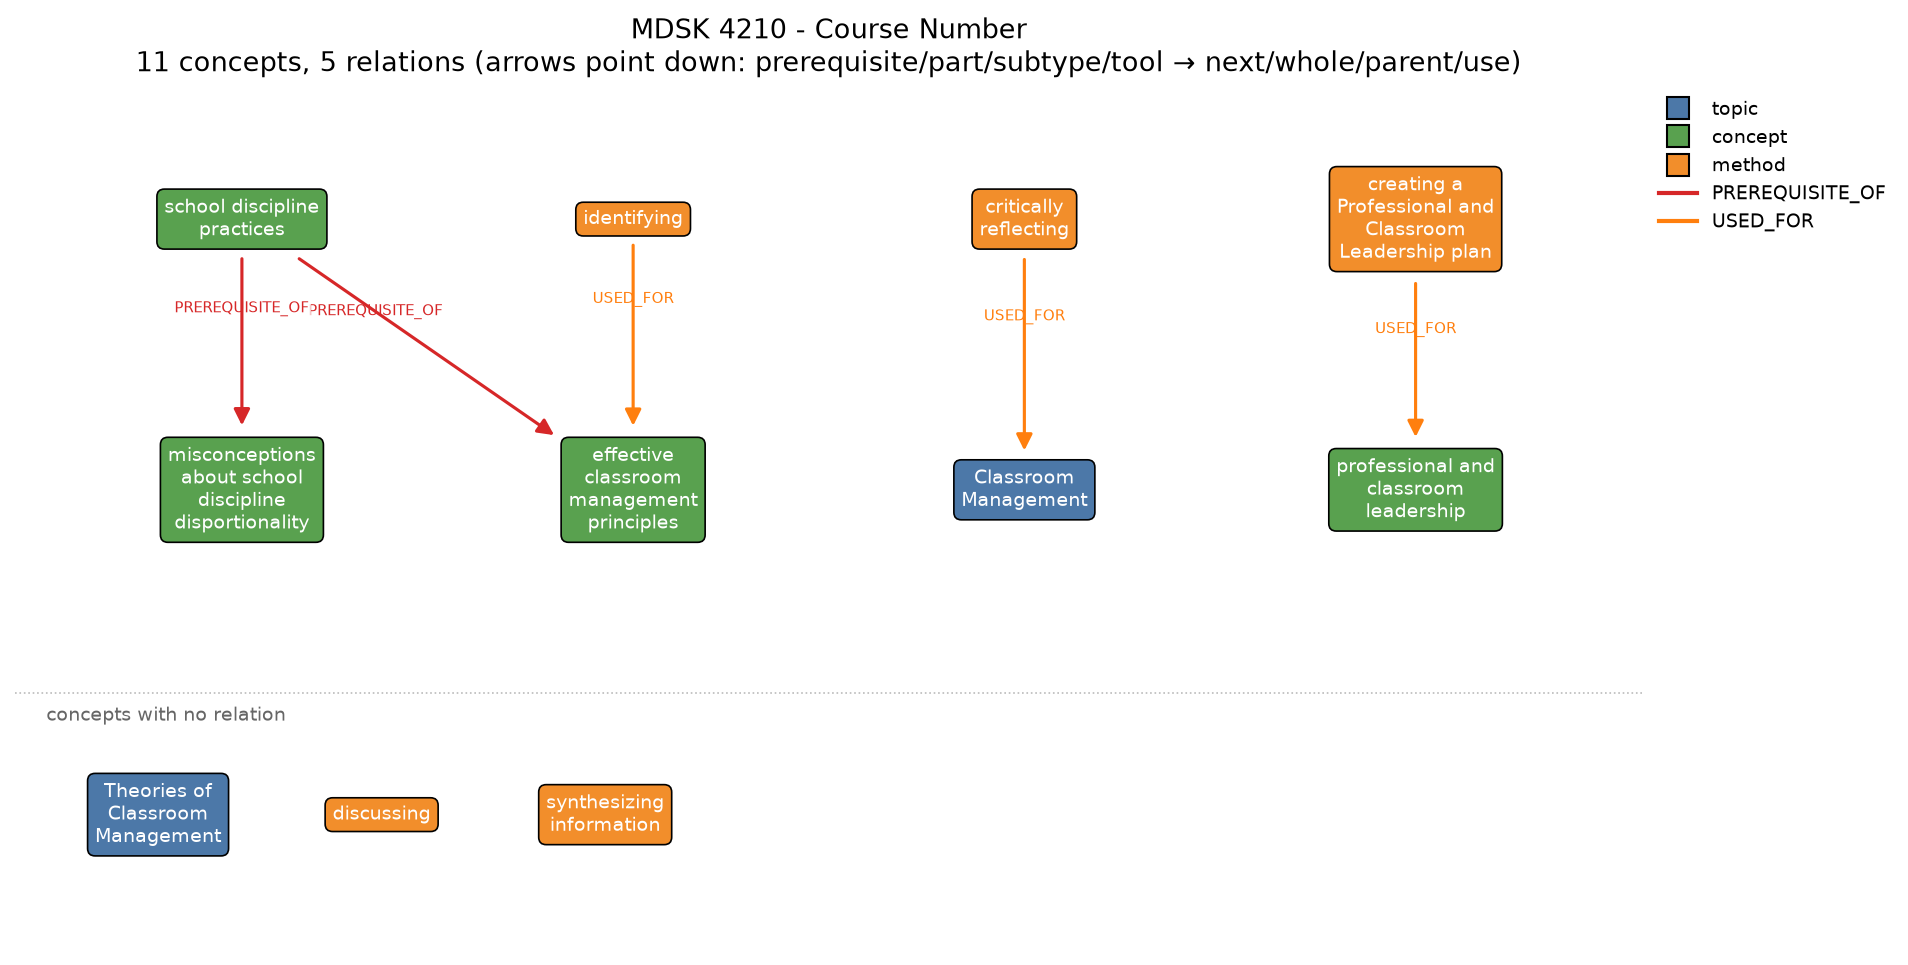 MDSK 4210 - Course Number
11 concepts, 5 relations (arrows point down: prerequisite/part/subtype/tool → next/whole/parent/use)
topic
concept
method
PREREQUISITE_OF
USED_FOR
school discipline
practices
identifying
critically
reflecting
creating a
Professional and
Classroom
Leadership plan
PREREQUISITE_OF
PREREQUISITE_OF
USED_FOR
USED_FOR
USED_FOR
misconceptions
about school
discipline
disportionality
effective
classroom
management
principles
Classroom
Management
professional and
classroom
leadership
concepts with no relation
Theories of
Classroom
Management
discussing
synthesizing
information